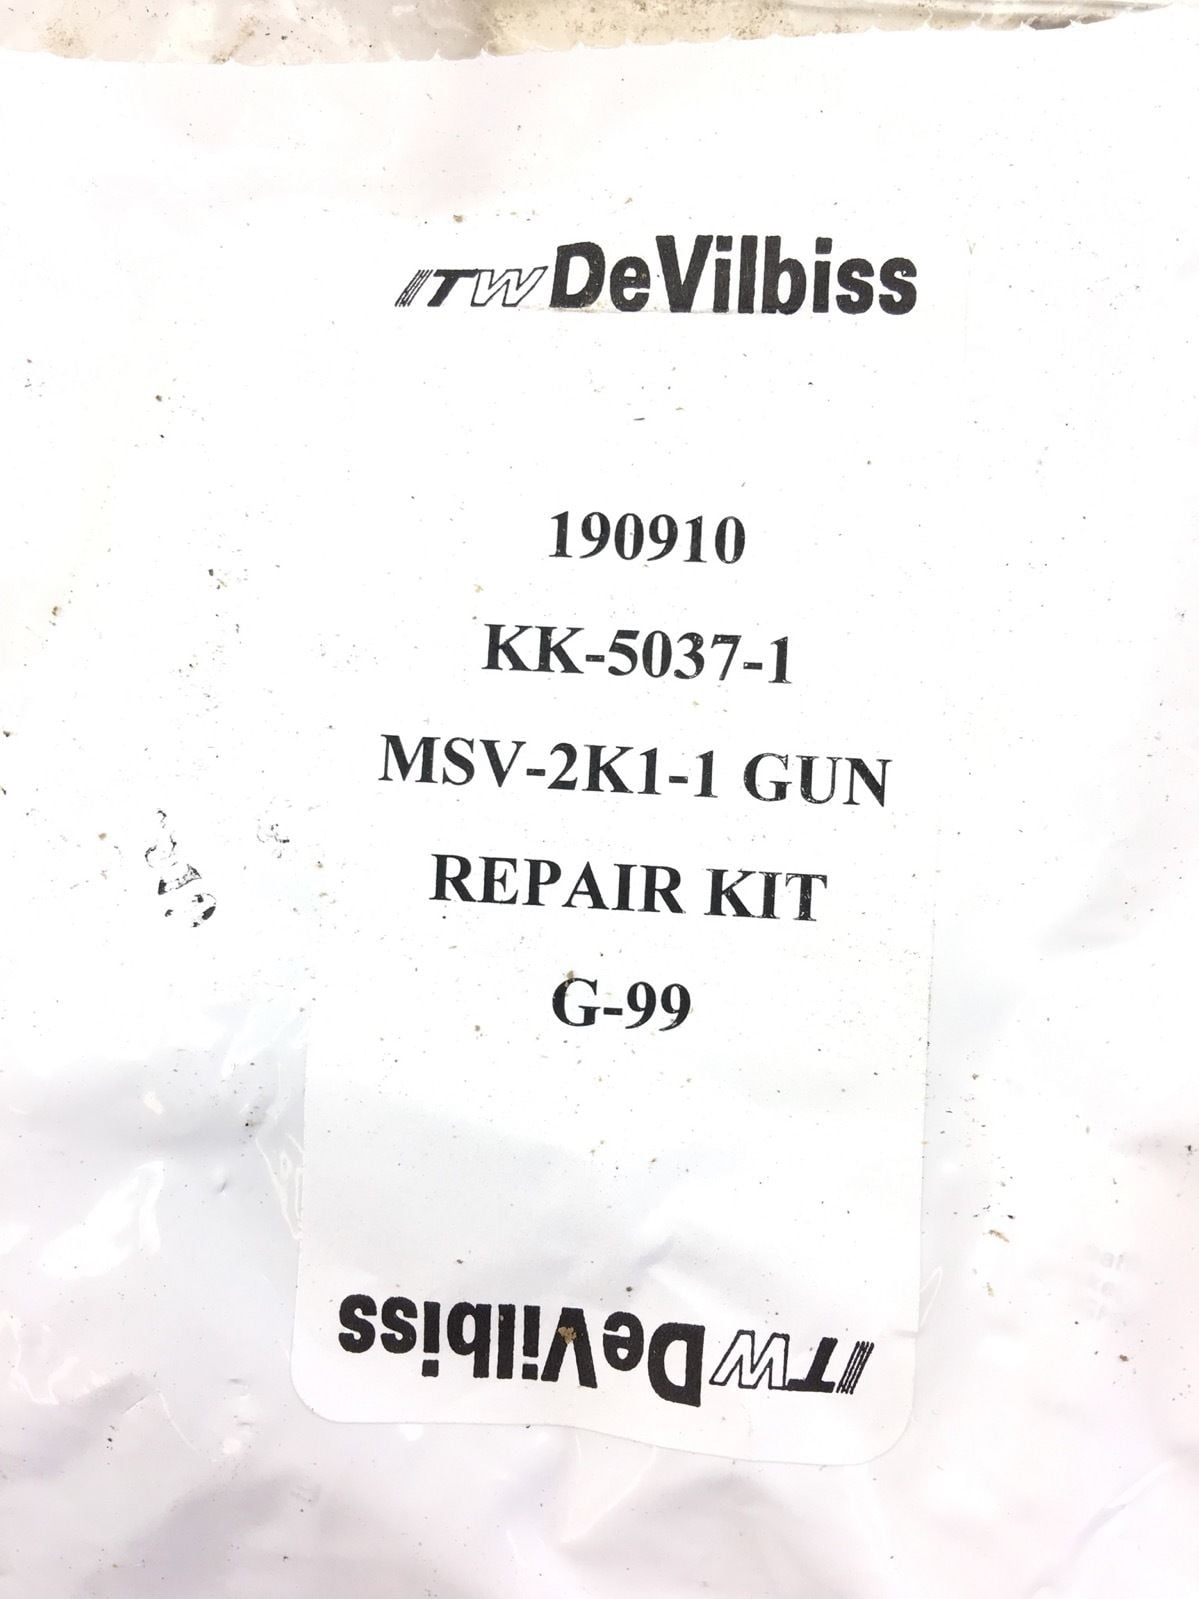 ITW DeVilbiss
190910
KK-5037-1
MSV-2K1-1 GUN
REPAIR KIT
G-99
ITW DeVilbiss